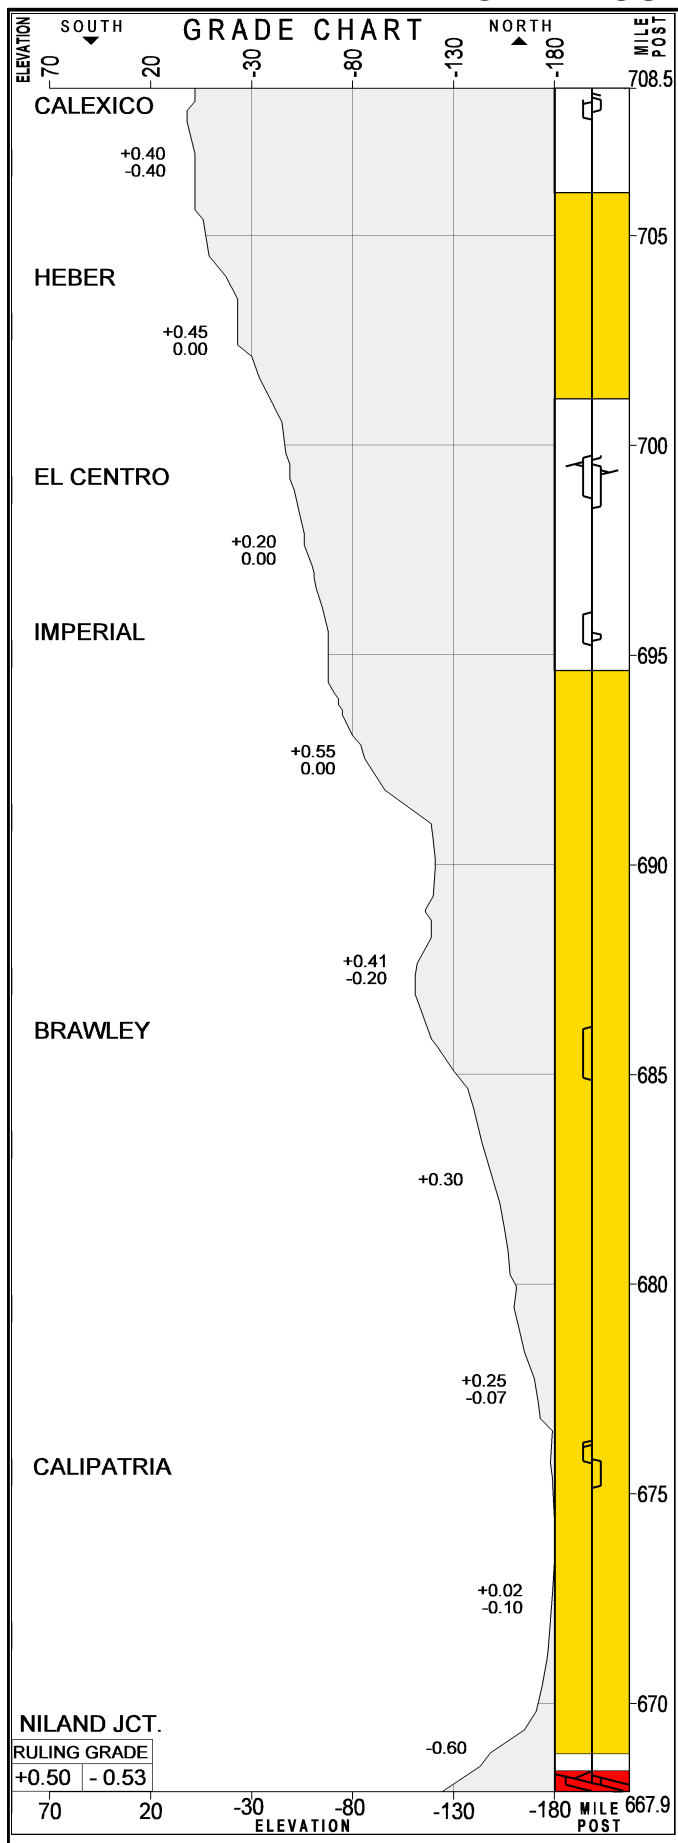 SOUTH GRADE CHART NORTH
ELEVATION 70 20 -30 -80 -130 -180 MILE POST
708.5
CALEXICO
+0.40
-0.40
705
HEBER
+0.45
0.00
700
EL CENTRO
+0.20
0.00
IMPERIAL
695
+0.55
0.00
690
+0.41
-0.20
BRAWLEY
685
+0.30
680
+0.25
-0.07
CALIPATRIA
675
+0.02
-0.10
670
NILAND JCT.
-0.60
RULING GRADE
+0.50 - 0.53
70 20 -30 -80 -130 -180 MILE 667.9
ELEVATION POST